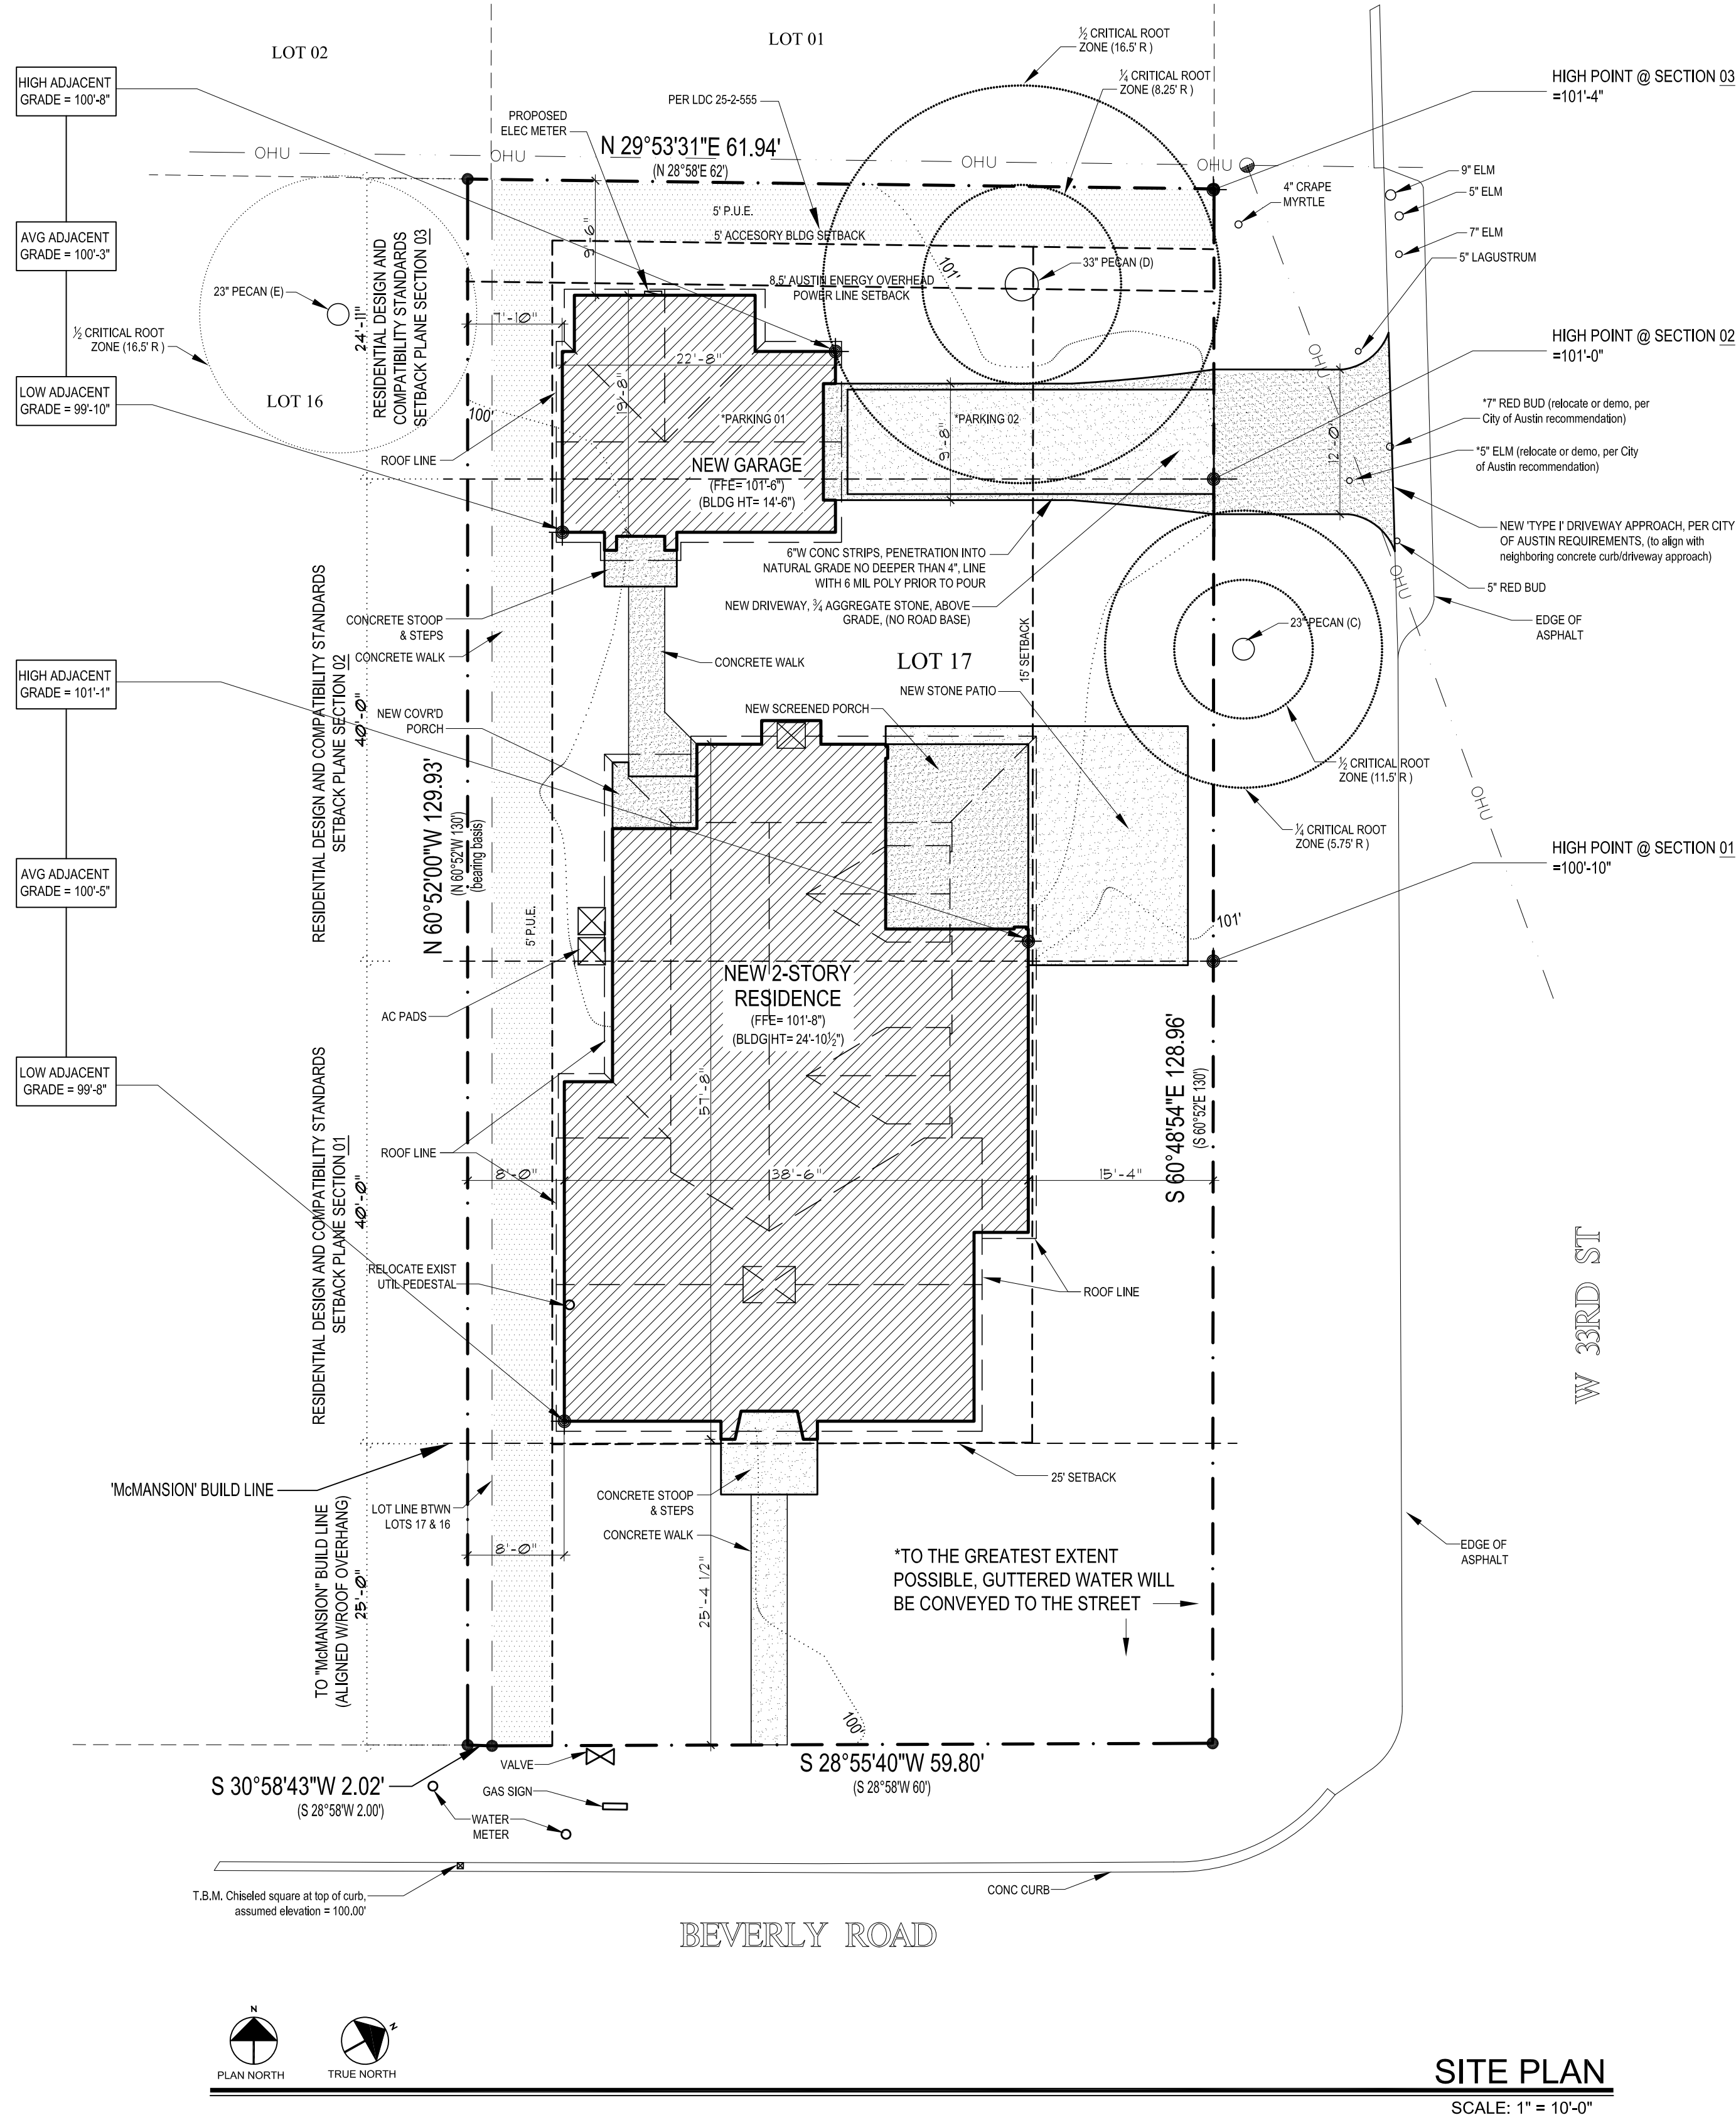 LOT 02
LOT 01
½ CRITICAL ROOT
ZONE (16.5' R )
¼ CRITICAL ROOT
ZONE (8.25' R )
HIGH POINT @ SECTION 03
=101'-4"
HIGH ADJACENT
GRADE = 100'-8"
PER LDC 25-2-555
PROPOSED
ELEC METER
N 29°53'31"E 61.94'
(N 28°58'E 62')
OHU
OHU
OHU
OHU
9" ELM
5" ELM
7" ELM
5" LAGUSTRUM
4" CRAPE
MYRTLE
5' P.U.E.
5' ACCESORY BLDG SETBACK
8.5' AUSTIN ENERGY OVERHEAD
POWER LINE SETBACK
101'
33" PECAN (D)
9'-6"
AVG ADJACENT
GRADE = 100'-3"
23" PECAN (E)
½ CRITICAL ROOT
ZONE (16.5' R )
24'-11"
RESIDENTIAL DESIGN AND
COMPATIBILITY STANDARDS
SETBACK PLANE SECTION 03
7'-10"
22'-8"
19'-8"
HIGH POINT @ SECTION 02
=101'-0"
OHU
LOW ADJACENT
GRADE = 99'-10"
LOT 16
100'
ROOF LINE
*PARKING 01
*PARKING 02
9'-8"
12'-0"
NEW GARAGE
(FFE= 101'-6")
(BLDG HT= 14'-6")
*7" RED BUD (relocate or demo, per
City of Austin recommendation)
*5" ELM (relocate or demo, per City
of Austin recommendation)
NEW 'TYPE I' DRIVEWAY APPROACH, PER CITY
OF AUSTIN REQUIREMENTS, (to align with
neighboring concrete curb/driveway approach)
5" RED BUD
OHU
EDGE OF
ASPHALT
6"W CONC STRIPS, PENETRATION INTO
NATURAL GRADE NO DEEPER THAN 4", LINE
WITH 6 MIL POLY PRIOR TO POUR
NEW DRIVEWAY, ¾ AGGREGATE STONE, ABOVE
GRADE, (NO ROAD BASE)
CONCRETE STOOP
& STEPS
CONCRETE WALK
CONCRETE WALK
23" PECAN (C)
LOT 17
15' SETBACK
NEW STONE PATIO
NEW SCREENED PORCH
HIGH ADJACENT
GRADE = 101'-1"
RESIDENTIAL DESIGN AND COMPATIBILITY STANDARDS
SETBACK PLANE SECTION 02
40'-0"
NEW COVR'D
PORCH
½ CRITICAL ROOT
ZONE (11.5' R )
OHU
¼ CRITICAL ROOT
ZONE (5.75' R )
HIGH POINT @ SECTION 01
=100'-10"
N 60°52'00"W 129.93'
(N 60°52'W 130')
(bearing basis)
AVG ADJACENT
GRADE = 100'-5"
5' P.U.E.
101'
NEW 2-STORY
RESIDENCE
(FFE= 101'-8")
(BLDG HT= 24'-10½")
AC PADS
LOW ADJACENT
GRADE = 99'-8"
57'-8"
S 60°48'54"E 128.96'
(S 60°52'E 130')
RESIDENTIAL DESIGN AND COMPATIBILITY STANDARDS
SETBACK PLANE SECTION 01
40'-0"
ROOF LINE
8'-0"
38'-6"
15'-4"
RELOCATE EXIST
UTIL PEDESTAL
ROOF LINE
W 33RD ST
'McMANSION' BUILD LINE
25' SETBACK
CONCRETE STOOP
& STEPS
CONCRETE WALK
LOT LINE BTWN
LOTS 17 & 16
TO "McMANSION" BUILD LINE
(ALIGNED W/ROOF OVERHANG)
25'-0"
8'-0"
25'-4 1/2"
*TO THE GREATEST EXTENT
POSSIBLE, GUTTERED WATER WILL
BE CONVEYED TO THE STREET
EDGE OF
ASPHALT
100'
S 28°55'40"W 59.80'
(S 28°58'W 60')
S 30°58'43"W 2.02'
(S 28°58'W 2.00')
VALVE
GAS SIGN
WATER
METER
T.B.M. Chiseled square at top of curb,
assumed elevation = 100.00'
CONC CURB
BEVERLY ROAD
N
PLAN NORTH
N
TRUE NORTH
SITE PLAN
SCALE: 1" = 10'-0"